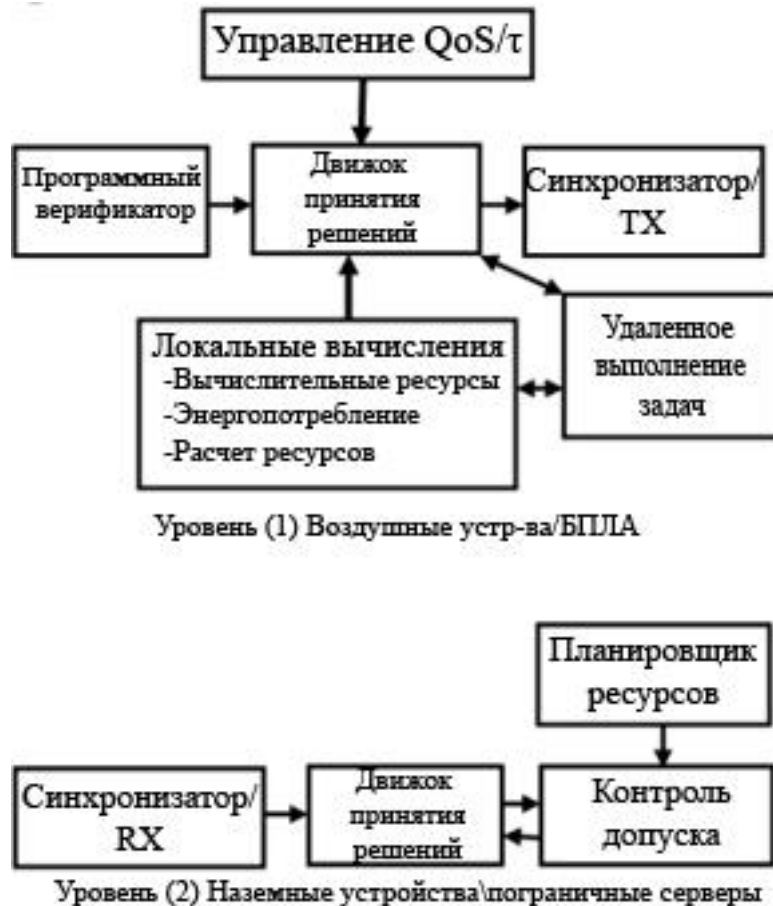 Управление QoS/τ
Программный
верификатор
Движок
принятия
решений
Синхронизатор/
TX
Локальные вычисления
-Вычислительные ресурсы
-Энергопотребление
-Расчет ресурсов
Удаленное
выполнение
задач
Уровень (1) Воздушные устр-ва/БПЛА
Планировщик
ресурсов
Синхронизатор/
RX
Движок
принятия
решений
Контроль
допуска
Уровень (2) Наземные устройства\пограничные серверы